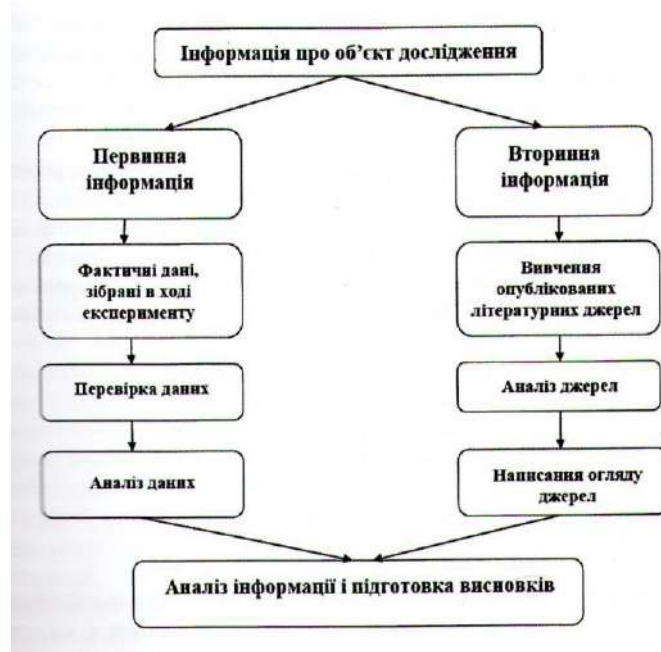 Інформація про об’єкт дослідження
Первинна
інформація
Вторинна
інформація
Фактичні дані,
зібрані в ході
експерименту
Вивчення
опублікованих
літературних джерел
Перевірка даних
Аналіз джерел
Аналіз даних
Написання огляду
джерел
Аналіз інформації і підготовка висновків